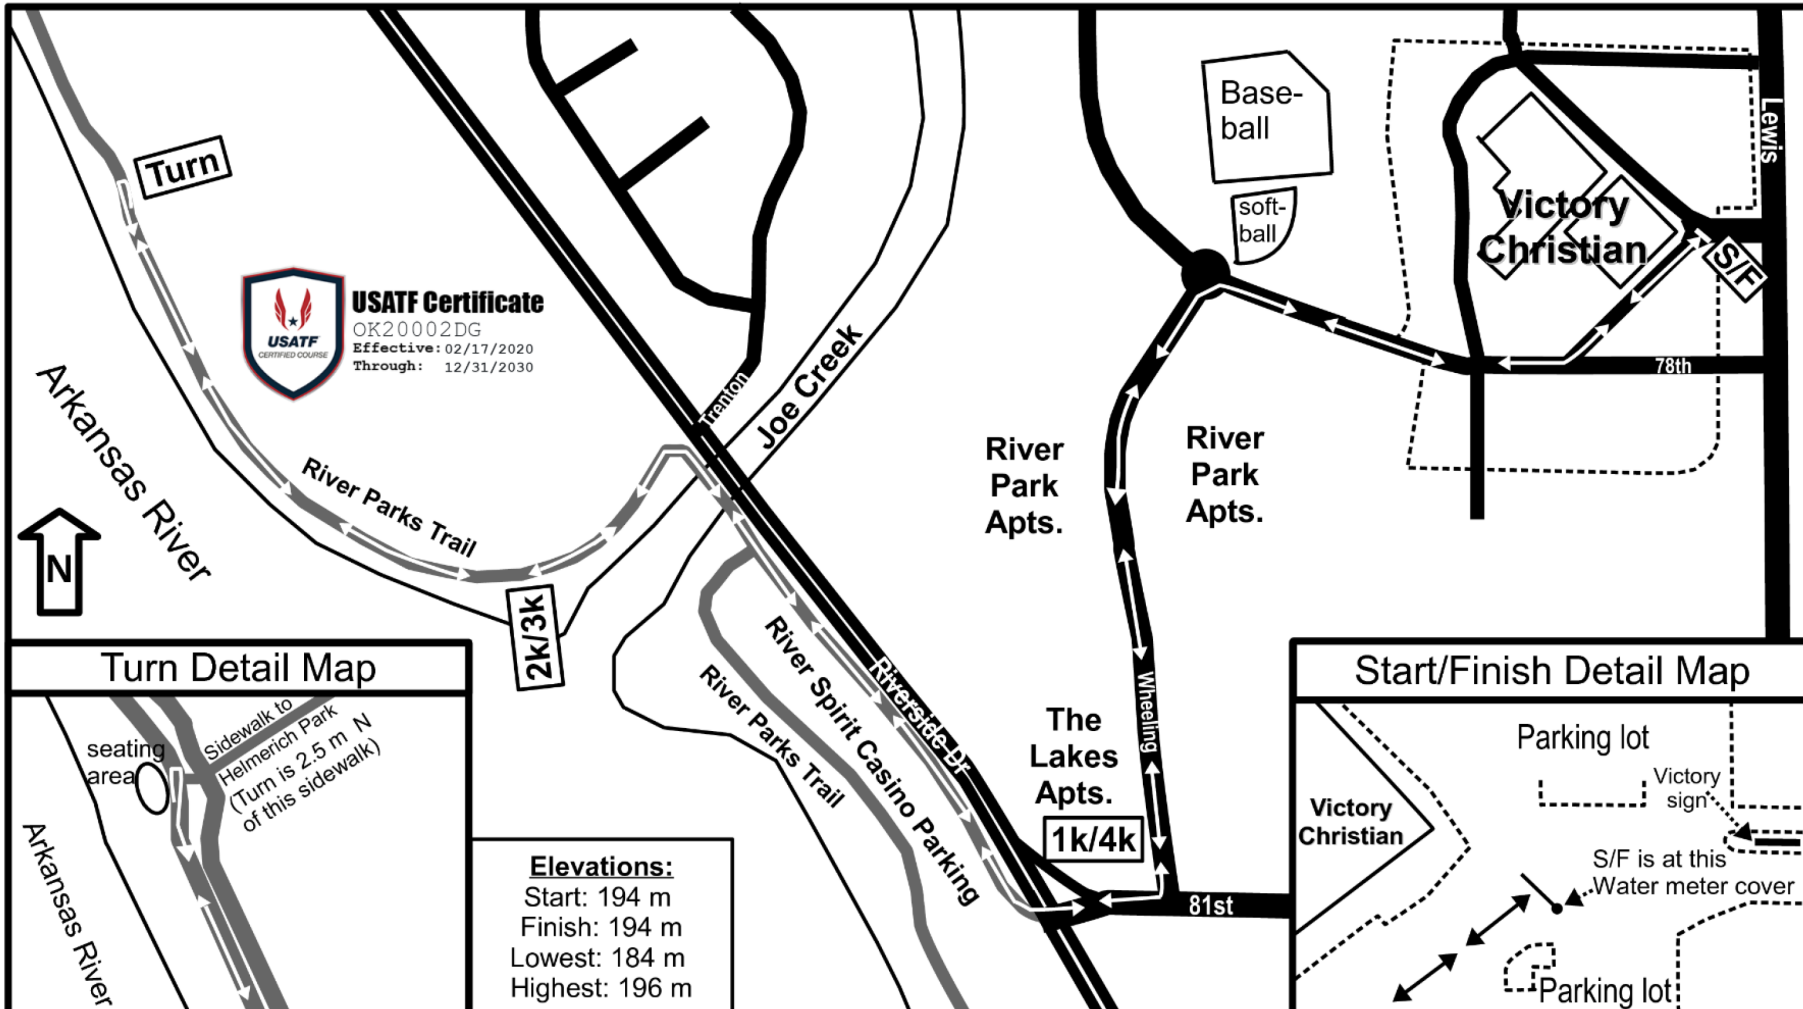 Base-
ball
soft-
ball
Lewis
Turn
Victory
Christian
S/F
USATF
CERTIFIED COURSE
USATF Certificate
OK20002DG
Effective: 02/17/2020
Through: 12/31/2030
Trenton
Joe Creek
78th
Arkansas River
River Parks Trail
River
Park
Apts.
River
Park
Apts.
N
2k/3k
River Spirit Casino Parking
Riverside Dr
River Parks Trail
Wheeling
The
Lakes
Apts.
1k/4k
81st
Turn Detail Map
seating
area
Sidewalk to
Helmerich Park
(Turn is 2.5 m N
of this sidewalk)
Arkansas River
Elevations:
Start: 194 m
Finish: 194 m
Lowest: 184 m
Highest: 196 m
Start/Finish Detail Map
Parking lot
Victory
sign
Victory
Christian
S/F is at this
Water meter cover
Parking lot